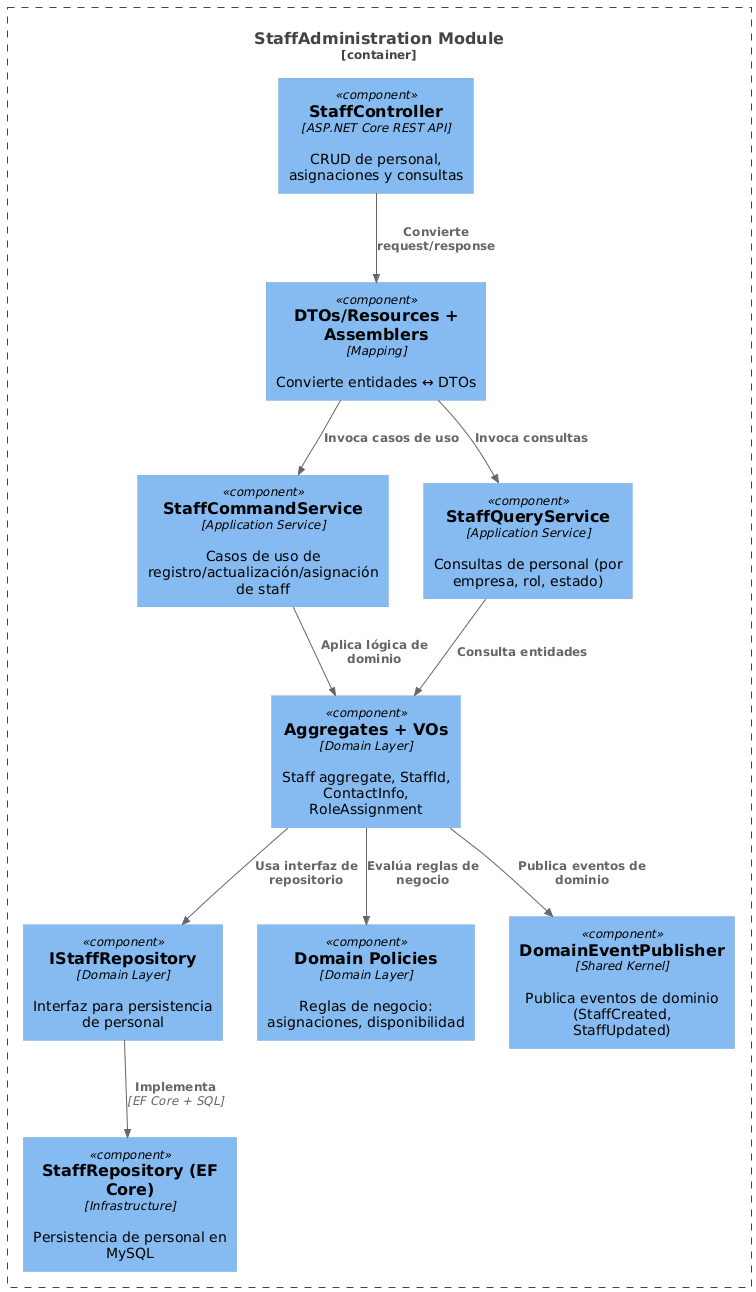 StaffAdministration Module
[container]
«component»
StaffController
[ASP.NET Core REST API]
CRUD de personal,
asignaciones y consultas
Convierte
request/response
«component»
DTOs/Resources +
Assemblers
[Mapping]
Convierte entidades ↔ DTOs
Invoca casos de uso
Invoca consultas
«component»
StaffCommandService
[Application Service]
Casos de uso de
registro/actualización/asignación
de staff
«component»
StaffQueryService
[Application Service]
Consultas de personal (por
empresa, rol, estado)
Aplica lógica de
dominio
Consulta entidades
«component»
Aggregates + VOs
[Domain Layer]
Staff aggregate, StaffId,
ContactInfo,
RoleAssignment
Usa interfaz de
repositorio
Evalúa reglas de
negocio
Publica eventos de
dominio
«component»
IStaffRepository
[Domain Layer]
Interfaz para persistencia
de personal
«component»
Domain Policies
[Domain Layer]
Reglas de negocio:
asignaciones, disponibilidad
«component»
DomainEventPublisher
[Shared Kernel]
Publica eventos de dominio
(StaffCreated,
StaffUpdated)
Implementa
[EF Core + SQL]
«component»
StaffRepository (EF
Core)
[Infrastructure]
Persistencia de personal en
MySQL